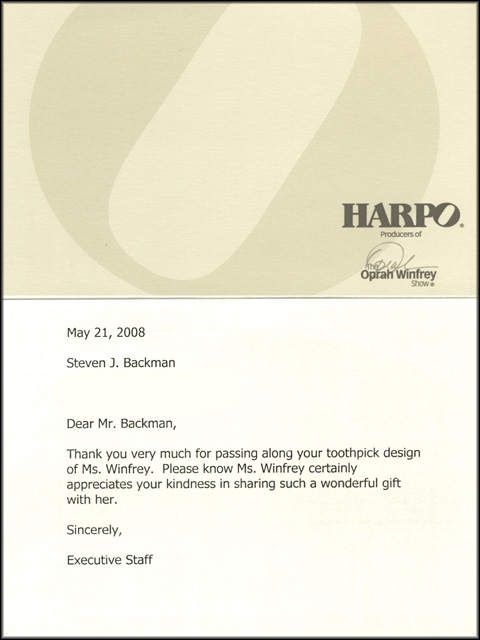 HARPO®
Producers of
Oprah
The
Oprah Winfrey
Show®
May 21, 2008
Steven J. Backman
Dear Mr. Backman,
Thank you very much for passing along your toothpick design
of Ms. Winfrey.  Please know Ms. Winfrey certainly
appreciates your kindness in sharing such a wonderful gift
with her.
Sincerely,
Executive Staff